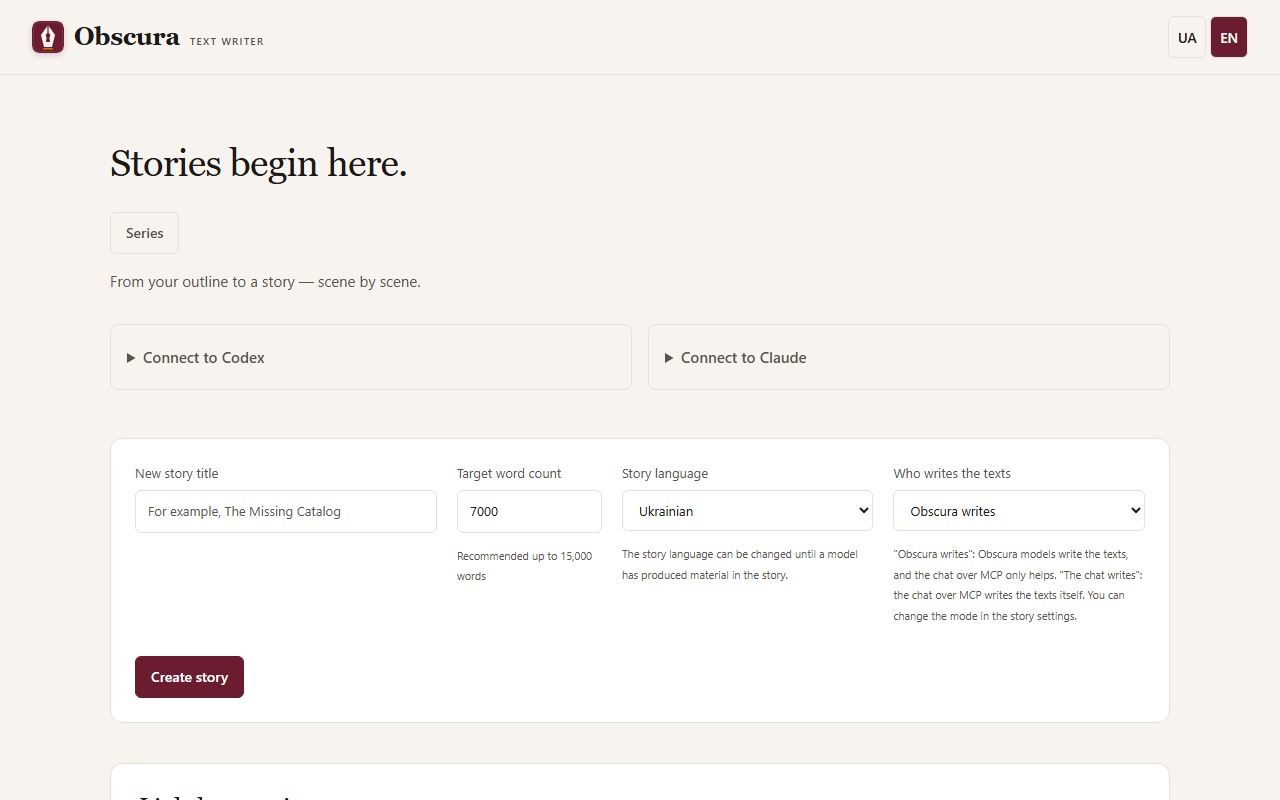 Obscura TEXT WRITER
UA EN
Stories begin here.
Series
From your outline to a story — scene by scene.
Connect to Codex
Connect to Claude
New story title
For example, The Missing Catalog
Target word count
7000
Recommended up to 15,000
words
Story language
Ukrainian
The story language can be changed until a model
has produced material in the story.
Who writes the texts
Obscura writes
"Obscura writes": Obscura models write the texts,
and the chat over MCP only helps. "The chat writes":
the chat over MCP writes the texts itself. You can
change the mode in the story settings.
Create story